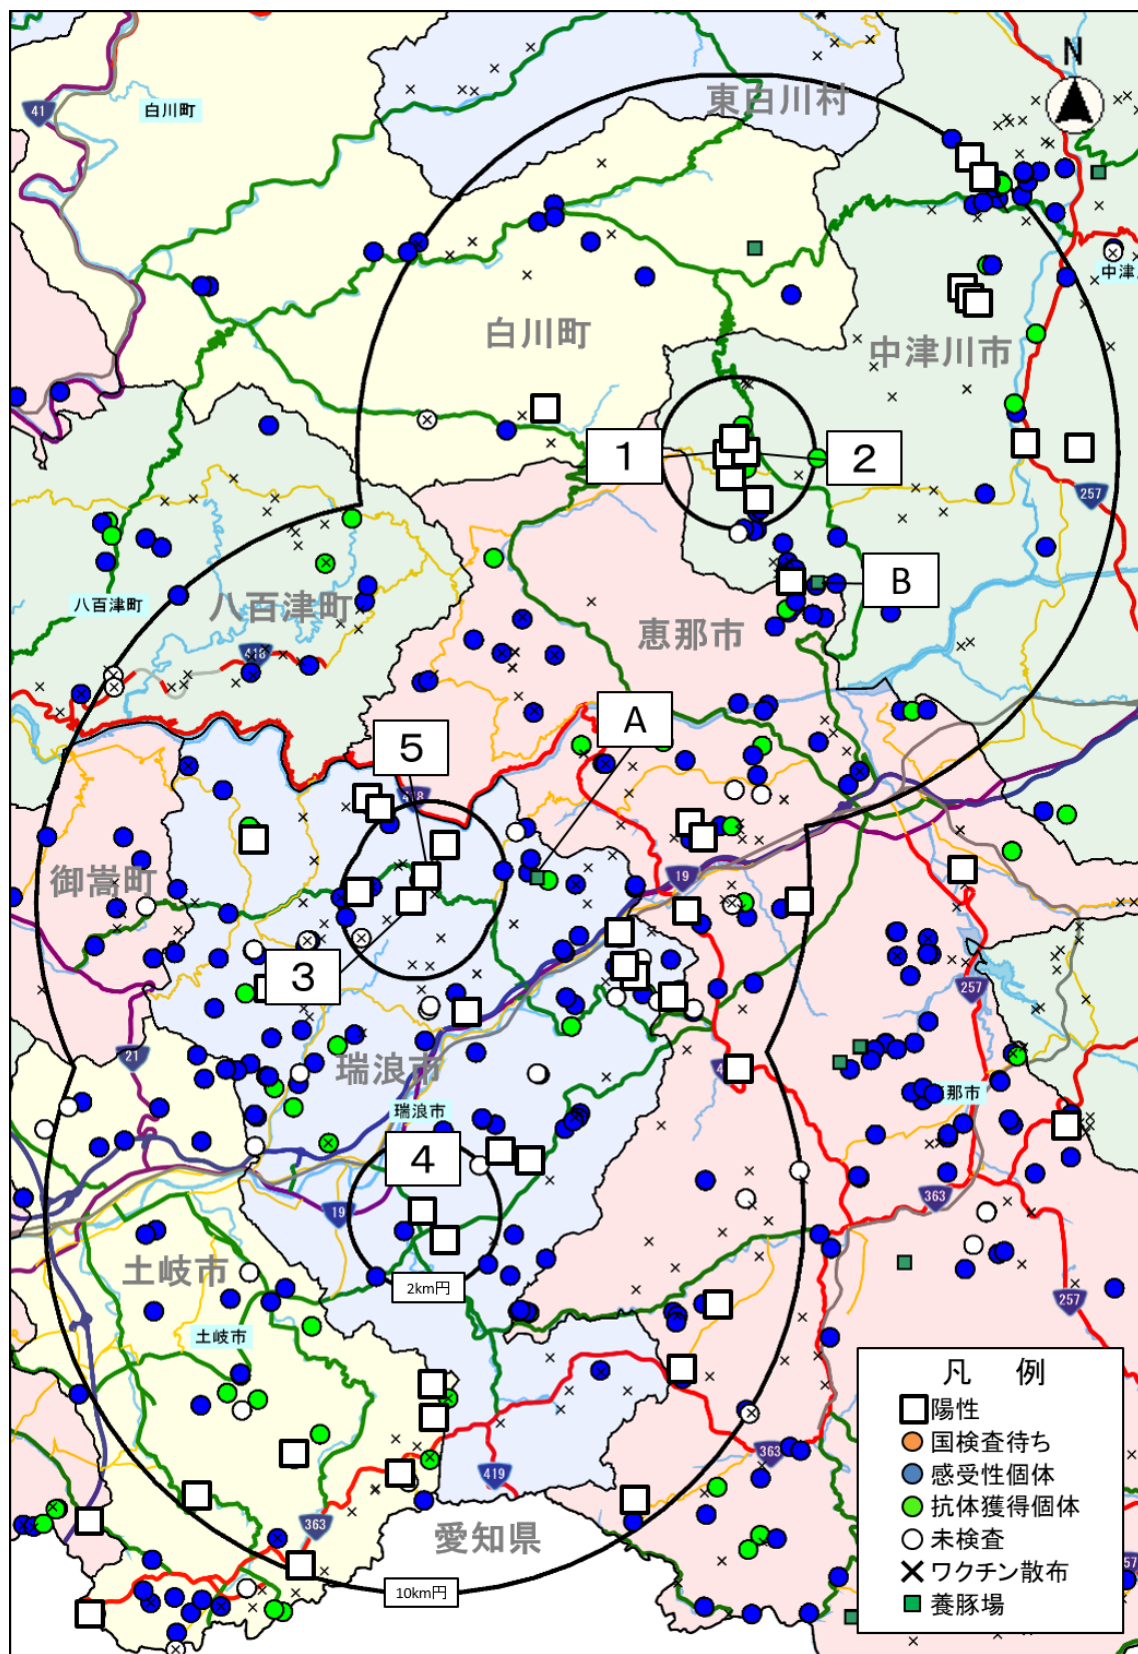 N
東白川村
41
白川町
中津川
白川町
中津川市
1
2
257
B
八百津町
八百津町
恵那市
418
A
5
19
御嵩町
3
257
21
瑞浪市
瑞浪市
恵那市
4
363
19
土岐市
2km円
257
土岐市
凡 例
陽性
国検査待ち
感受性個体
抗体獲得個体
未検査
ワクチン散布
養豚場
363
419
363
愛知県
10km円